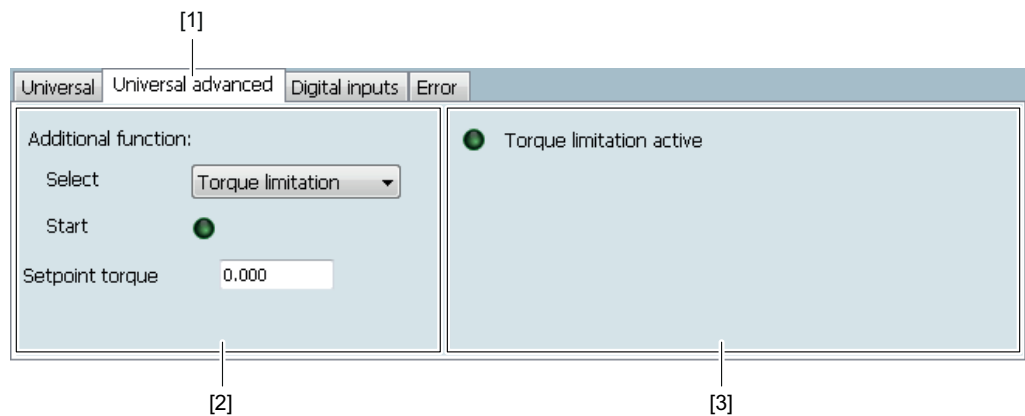 [1]
Universal Universal advanced Digital inputs Error
Additional function:
Select Torque limitation
Start
Setpoint torque 0.000
Torque limitation active
[2] [3]